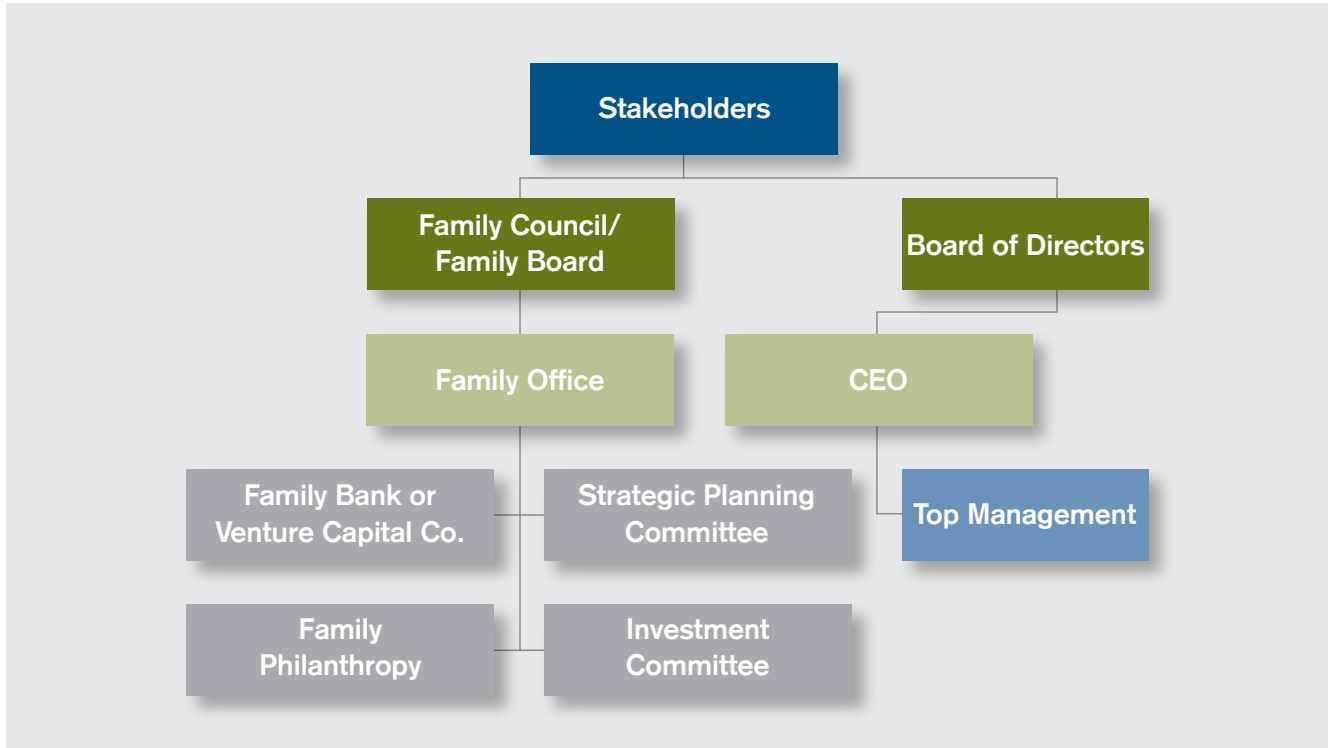 Stakeholders
Family Council/
Family Board
Board of Directors
Family Office
CEO
Family Bank or
Venture Capital Co.
Strategic Planning
Committee
Top Management
Family
Philanthropy
Investment
Committee